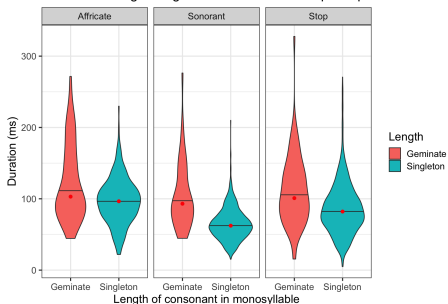 Affricate Sonorant Stop
300
200
100
0
Duration (ms)
Geminate Singleton Geminate Singleton Geminate Singleton
Length of consonant in monosyllable
Length
Geminate
Singleton